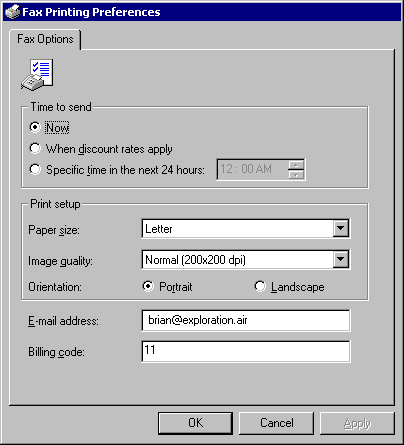 Fax Printing Preferences
Fax Options
Time to send
Now
When discount rates apply
Specific time in the next 24 hours: 12 : 00 AM
Print setup
Paper size: Letter
Image quality: Normal (200x200 dpi)
Orientation: Portrait Landscape
E-mail address: brian@exploration.air
Billing code: 11
OK Cancel Apply